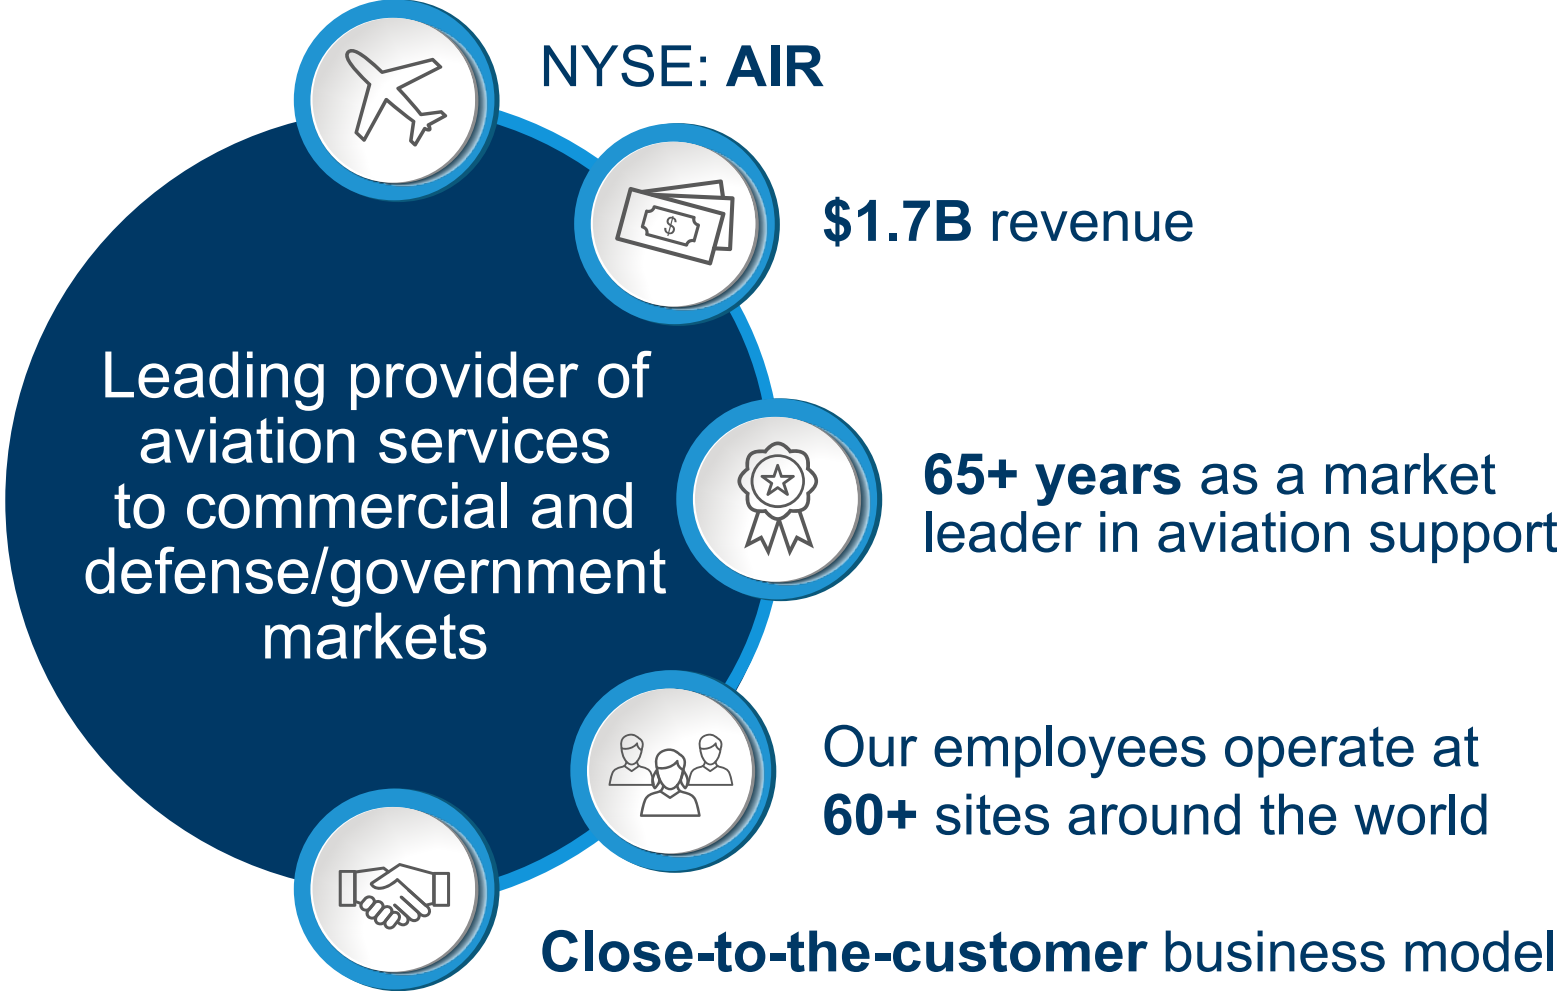 NYSE: AIR
$1.7B revenue
Leading provider of
aviation services
to commercial and
defense/government
markets
65+ years as a market
leader in aviation support
Our employees operate at
60+ sites around the world
Close-to-the-customer business model
$